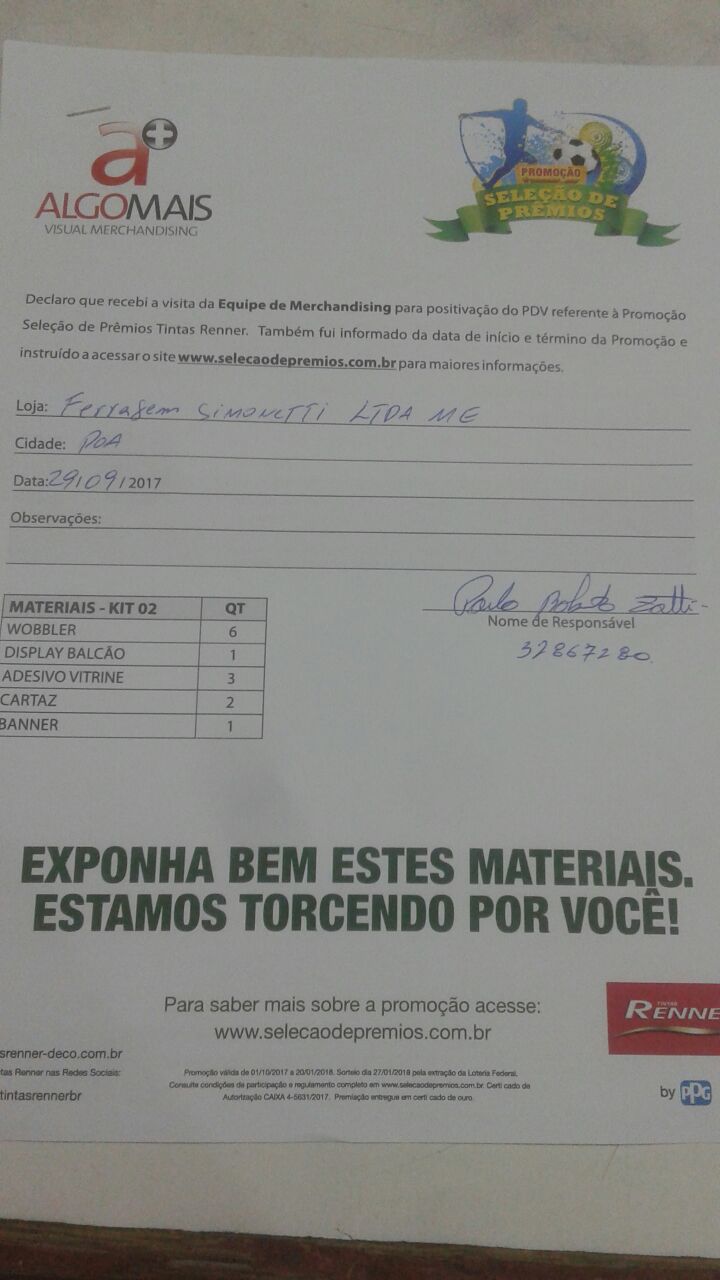 a+
ALGOMAIS
VISUAL MERCHANDISING
PROMOÇÃO
SELEÇÃO DE
PRÊMIOS
Declaro que recebi a visita da Equipe de Merchandising para positivação do PDV referente à Promoção
Seleção de Prêmios Tintas Renner. Também fui informado da data de início e término da Promoção e
instruído a acessar o site www.selecaodepremios.com.br para maiores informações.
Loja: Ferragem SIMONETTI LTDA ME
Cidade: POA
Data: 29/09/2017
Observações:
Paulo Roberto Zatti
Nome de Responsável
32867280
MATERIAIS - KIT 02 QT
WOBBLER 6
DISPLAY BALCÃO 1
ADESIVO VITRINE 3
CARTAZ 2
BANNER 1
EXPONHA BEM ESTES MATERIAIS.
ESTAMOS TORCENDO POR VOCÊ!
Para saber mais sobre a promoção acesse:
www.selecaodepremios.com.br
TINTAS
RENNE
srenner-deco.com.br
tas Renner nas Redes Sociais:
tintasrennerbr
Promoção válida de 01/10/2017 a 20/01/2018. Sorteio dia 27/01/2018 pela extração da Loteria Federal.
Consulte condições de participação e regulamento completo em www.selecaodepremios.com.br. Certi cado de
Autorização CAIXA 4-5631/2017. Premiação entregue em certi cado de ouro.
by PPG